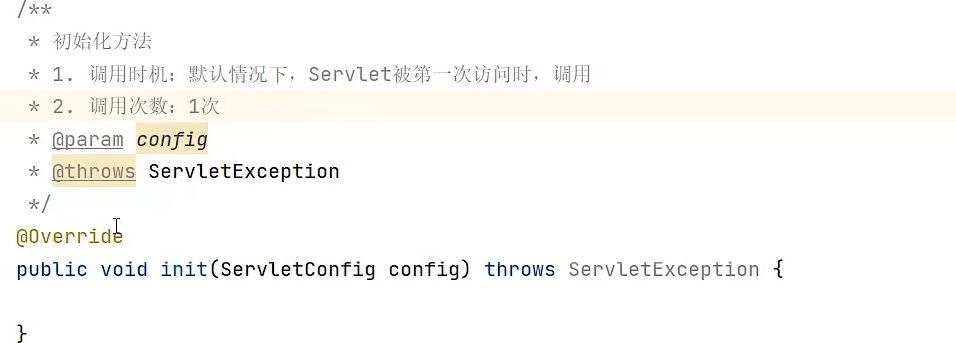 /**
 * 初始化方法
 * 1. 调用时机：默认情况下，Servlet被第一次访问时，调用
 * 2. 调用次数：1次
 * @param config
 * @throws ServletException
 */
@Override
public void init(ServletConfig config) throws ServletException {
}